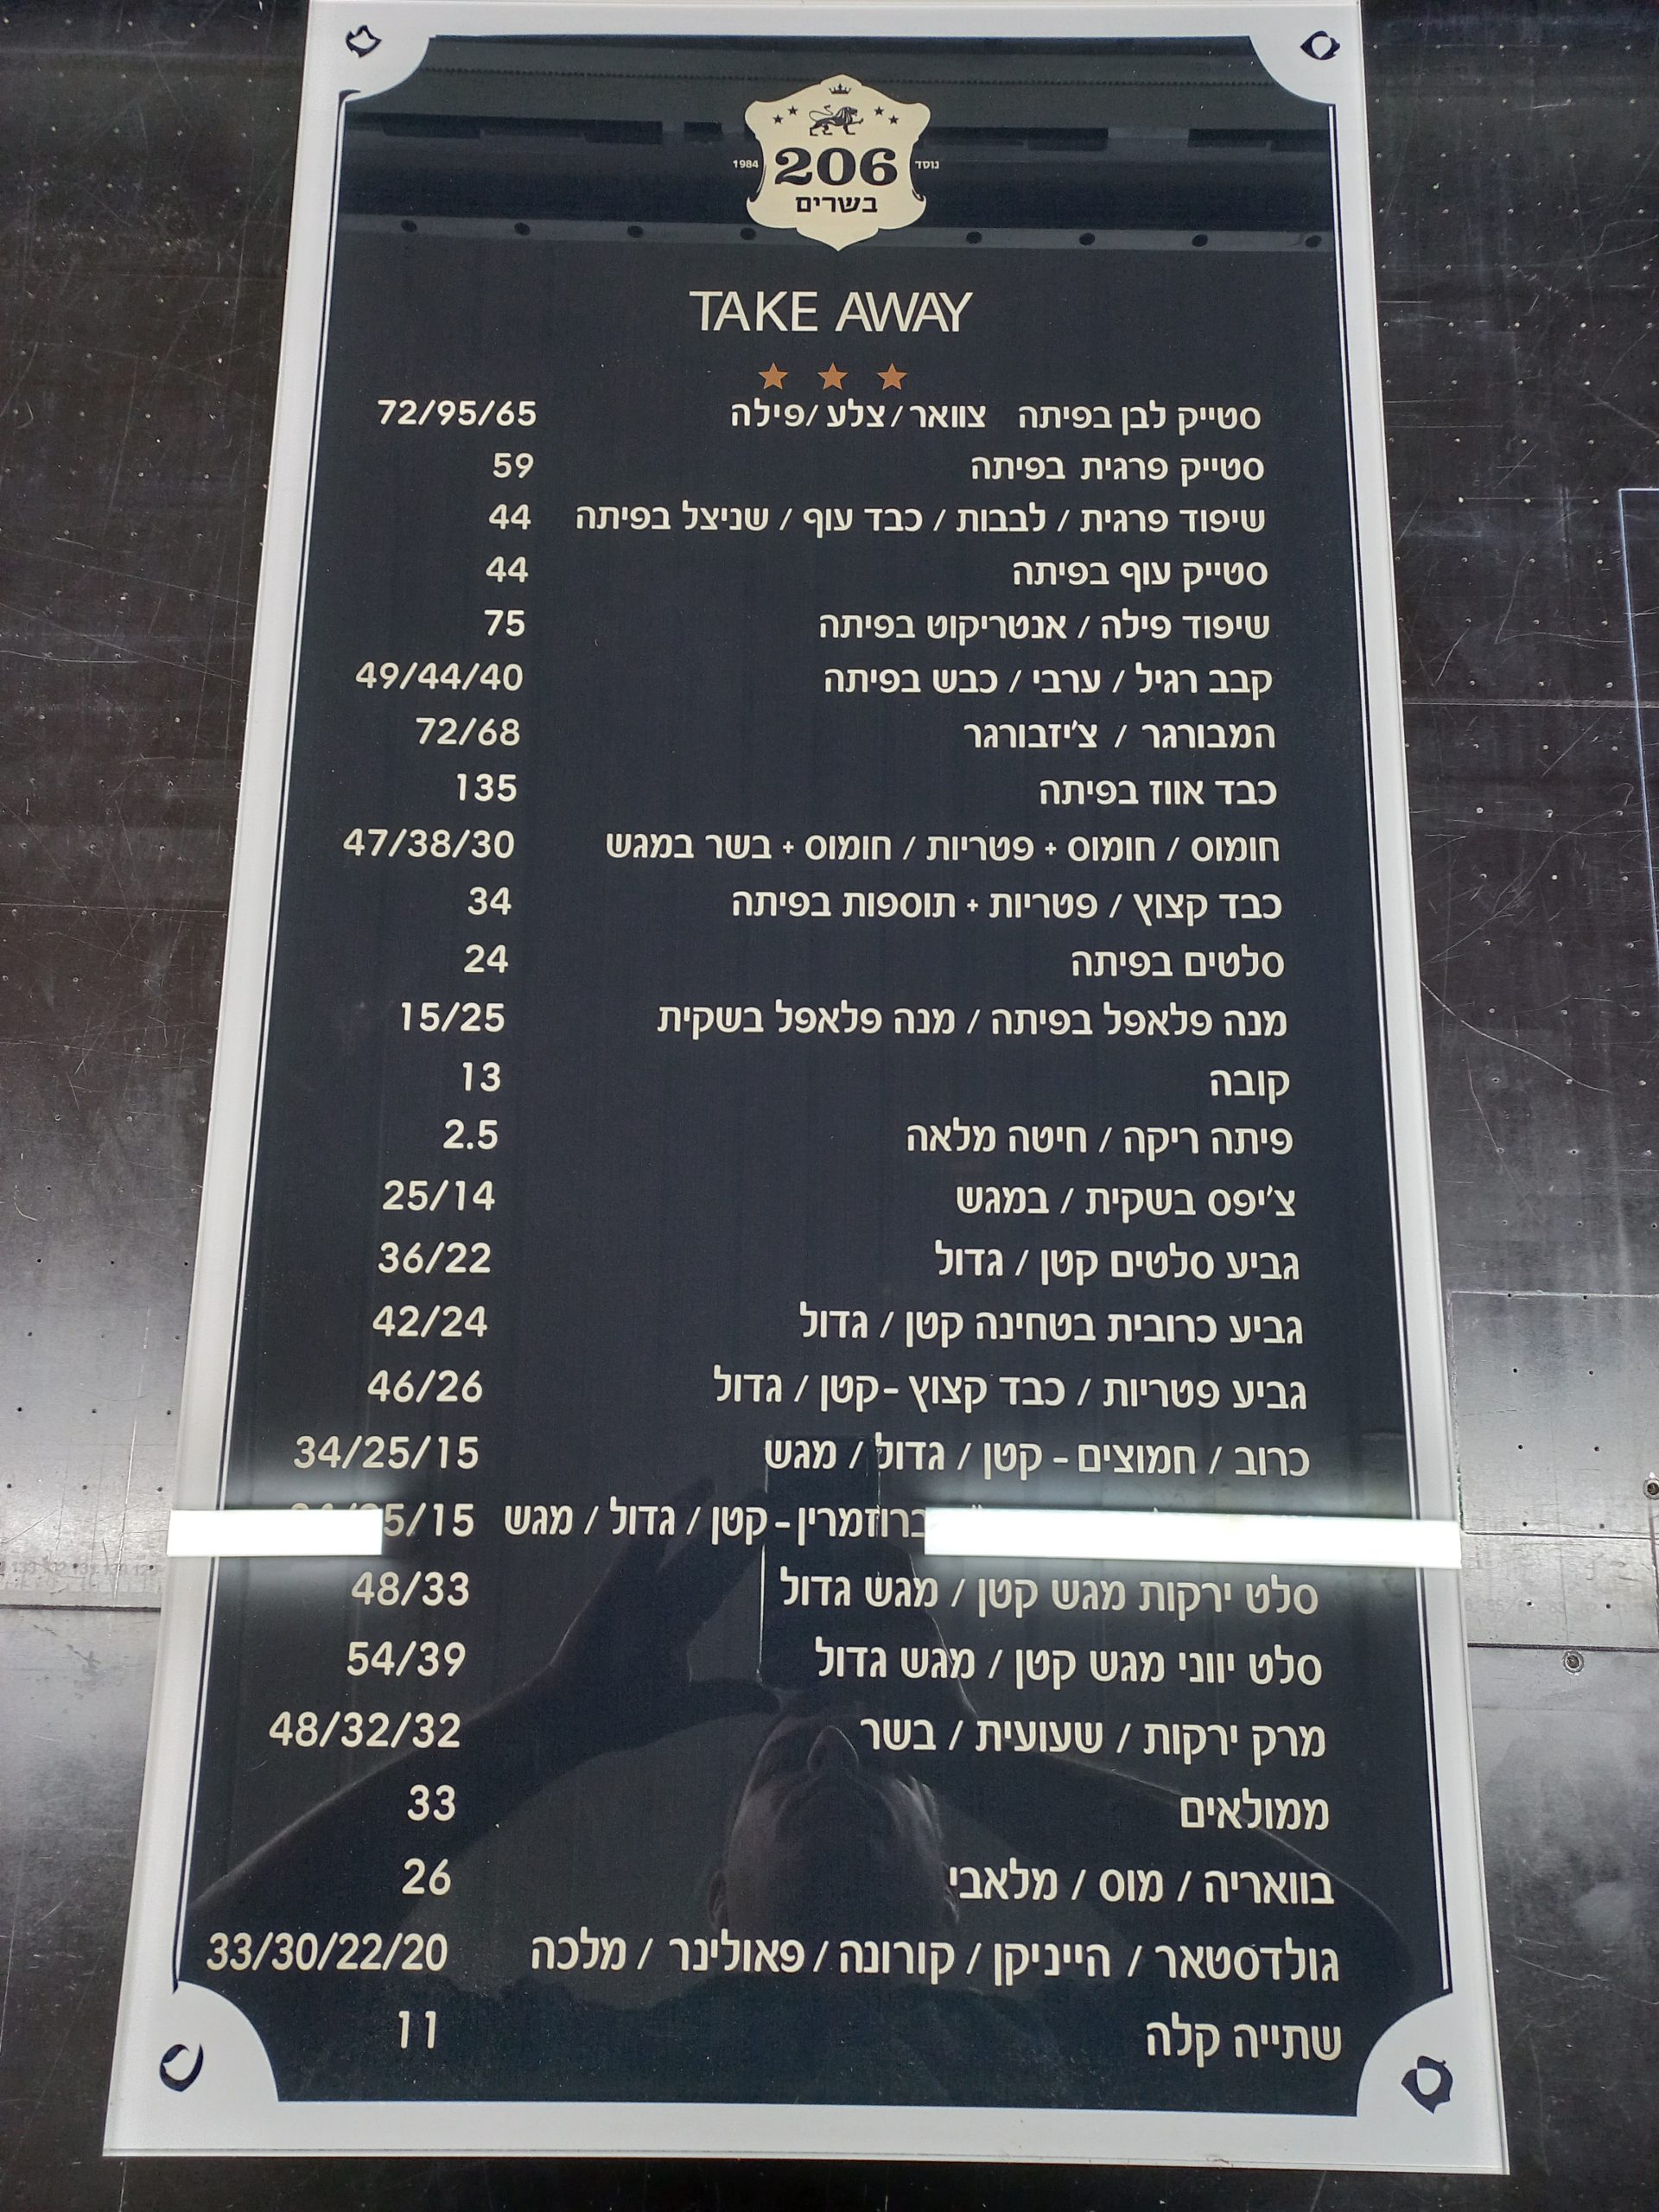 נוסד 206 1984
בשרים
TAKE AWAY
סטייק לבן בפיתה צוואר/צלע/פילה 72/95/65
סטייק פרגית בפיתה 59
שיפוד פרגית / לבבות / כבד עוף / שניצל בפיתה 44
סטייק עוף בפיתה 44
שיפוד פילה / אנטריקוט בפיתה 75
קבב רגיל / ערבי / כבש בפיתה 49/44/40
המבורגר / צ'יזבורגר 72/68
כבד אווז בפיתה 135
חומוס / חומוס + פטריות / חומוס + בשר במגש 47/38/30
כבד קצוץ / פטריות + תוספות בפיתה 34
סלטים בפיתה 24
מנה פלאפל בפיתה / מנה פלאפל בשקית 15/25
קובה 13
פיתה ריקה / חיטה מלאה 2.5
צ'יפס בשקית / במגש 25/14
גביע סלטים קטן / גדול 36/22
גביע כרובית בטחינה קטן / גדול 42/24
גביע פטריות / כבד קצוץ -קטן / גדול 46/26
כרוב / חמוצים - קטן / גדול / מגש 34/25/15
ברוזמרין- קטן / גדול / מגש 5/15
סלט ירקות מגש קטן / מגש גדול 48/33
סלט יווני מגש קטן / מגש גדול 54/39
מרק ירקות / שעועית / בשר 48/32/32
ממולאים 33
בוואריה / מוס / מלאבי 26
גולדסטאר / הייניקן / קורונה / פאולינר / מלכה 33/30/22/20
שתייה קלה 11